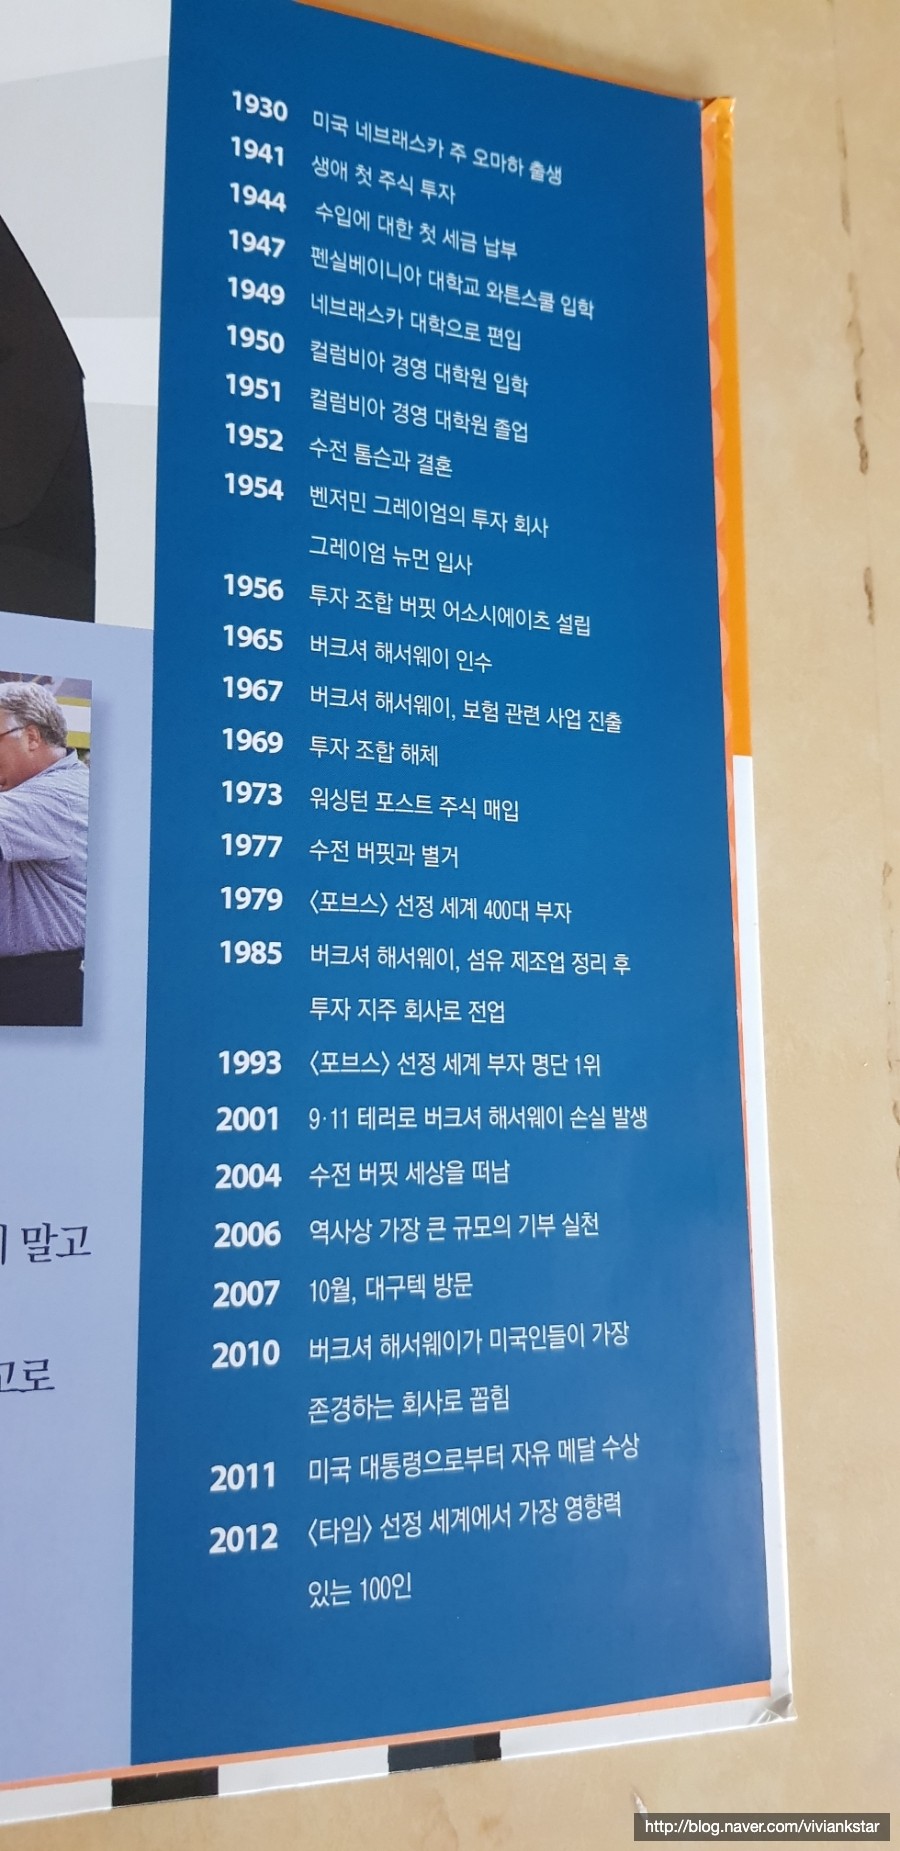 1930 미국 네브래스카 주 오마하 출생
1941 생애 첫 주식 투자
1944 수입에 대한 첫 세금 납부
1947 펜실베이니아 대학교 와튼스쿨 입학
1949 네브래스카 대학으로 편입
1950 컬럼비아 경영 대학원 입학
1951 컬럼비아 경영 대학원 졸업
1952 수전 톰슨과 결혼
1954 벤저민 그레이엄의 투자 회사
그레이엄 뉴먼 입사
1956 투자 조합 버핏 어소시에이츠 설립
1965 버크셔 해서웨이 인수
1967 버크셔 해서웨이, 보험 관련 사업 진출
1969 투자 조합 해체
1973 워싱턴 포스트 주식 매입
1977 수전 버핏과 별거
1979 〈포브스〉 선정 세계 400대 부자
1985 버크셔 해서웨이, 섬유 제조업 정리 후
투자 지주 회사로 전업
1993 〈포브스〉 선정 세계 부자 명단 1위
2001 9·11 테러로 버크셔 해서웨이 손실 발생
2004 수전 버핏 세상을 떠남
2006 역사상 가장 큰 규모의 기부 실천
2007 10월, 대구텍 방문
2010 버크셔 해서웨이가 미국인들이 가장
존경하는 회사로 꼽힘
2011 미국 대통령으로부터 자유 메달 수상
2012 〈타임〉 선정 세계에서 가장 영향력
있는 100인
말고
고로
http://blog.naver.com/viviankstar